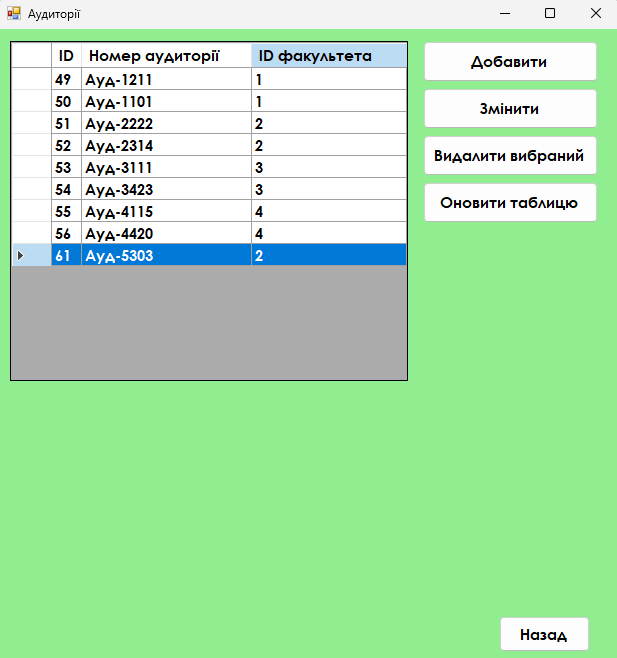 Аудиторії
ID Номер аудиторії ID факультета
49 Ауд-1211 1
50 Ауд-1101 1
51 Ауд-2222 2
52 Ауд-2314 2
53 Ауд-3111 3
54 Ауд-3423 3
55 Ауд-4115 4
56 Ауд-4420 4
61 Ауд-5303 2
Добавити
Змінити
Видалити вибраний
Оновити таблицю
Назад